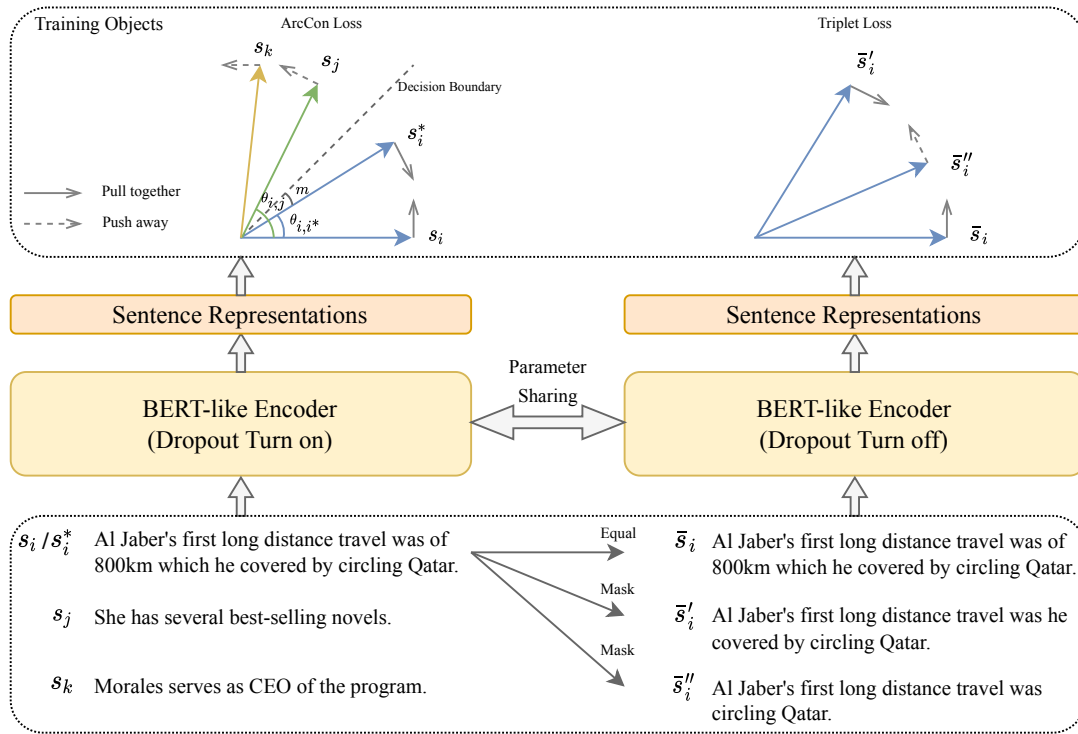 Training Objects
ArcCon Loss
Triplet Loss
s_k
s_j
s̄_i′
Decision Boundary
s_i^*
s̄_i″
Pull together
Push away
θ_{i,j}
m
θ_{i,i*}
s_i
s̄_i
Sentence Representations
Sentence Representations
Parameter
Sharing
BERT-like Encoder
(Dropout Turn on)
BERT-like Encoder
(Dropout Turn off)
s_i / s_i^* Al Jaber's first long distance travel was of
800km which he covered by circling Qatar.
s_j She has several best-selling novels.
s_k Morales serves as CEO of the program.
Equal
Mask
Mask
s̄_i Al Jaber's first long distance travel was of
800km which he covered by circling Qatar.
s̄_i′ Al Jaber's first long distance travel was he
covered by circling Qatar.
s̄_i″ Al Jaber's first long distance travel was
circling Qatar.